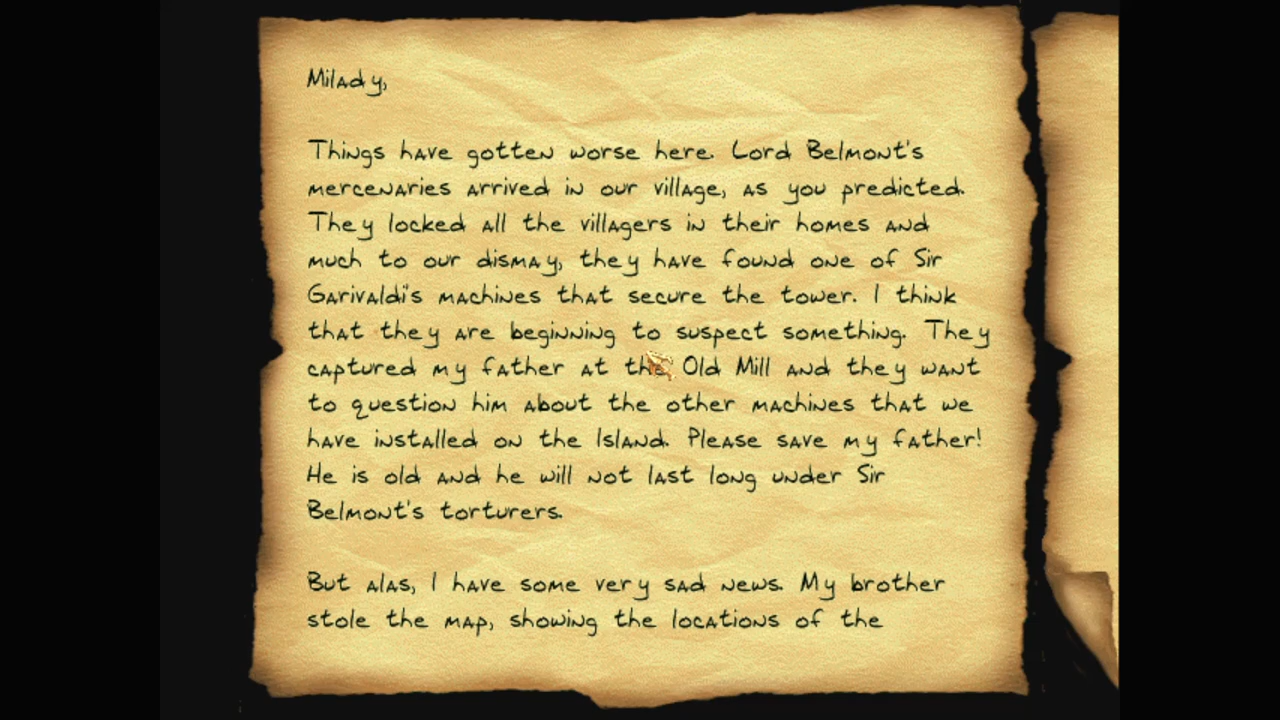 Milady,
Things have gotten worse here. Lord Belmont's
mercenaries arrived in our village, as you predicted.
They locked all the villagers in their homes and
much to our dismay, they have found one of Sir
Garivaldi's machines that secure the tower. I think
that they are beginning to suspect something. They
captured my father at the Old Mill and they want
to question him about the other machines that we
have installed on the Island. Please save my father!
He is old and he will not last long under Sir
Belmont's torturers.
But alas, I have some very sad news. My brother
stole the map, showing the locations of the